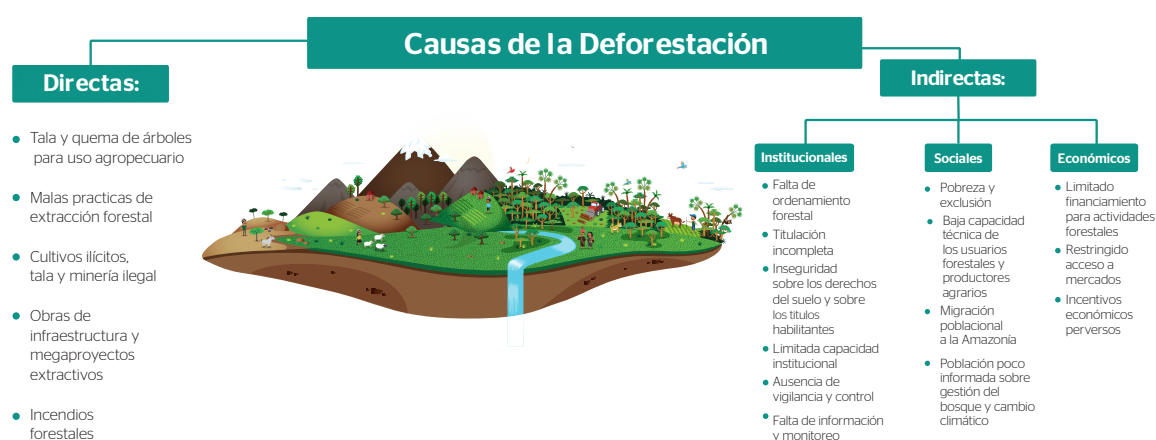 Causas de la Deforestación
Directas:
Tala y quema de árboles
para uso agropecuario
Malas practicas de
extracción forestal
Cultivos ilícitos,
tala y minería ilegal
Obras de
infraestructura y
megaproyectos
extractivos
Incendios
forestales
Indirectas:
Institucionales
Falta de
ordenamiento
forestal
Titulación
incompleta
Inseguridad
sobre los derechos
del suelo y sobre
los titulos
habilitantes
Limitada capacidad
institucional
Ausencia de
vigilancia y control
Falta de información
y monitoreo
Sociales
Pobreza y
exclusión
Baja capacidad
técnica de
los usuarios
forestales y
productores
agrarios
Migración
poblacional
a la Amazonía
Población poco
informada sobre
gestión del
bosque y cambio
climático
Económicos
Limitado
financiamiento
para actividades
forestales
Restringido
acceso a
mercados
Incentivos
económicos
perversos